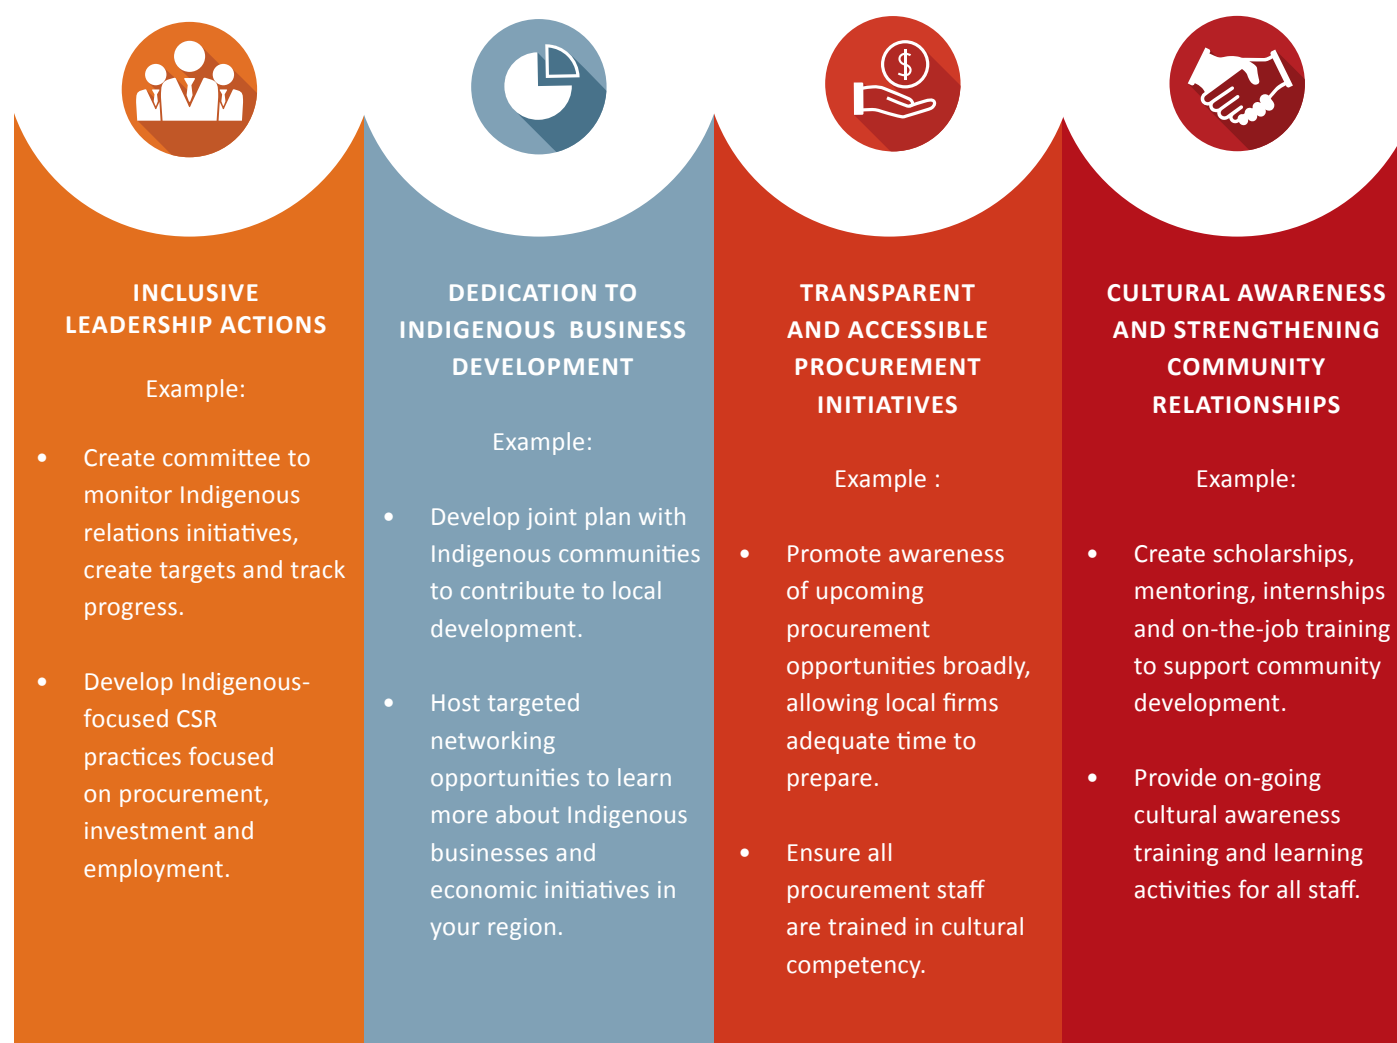 INCLUSIVE
LEADERSHIP ACTIONS
Example:
• Create committee to
monitor Indigenous
relations initiatives,
create targets and track
progress.
• Develop Indigenous-
focused CSR
practices focused
on procurement,
investment and
employment.
DEDICATION TO
INDIGENOUS BUSINESS
DEVELOPMENT
Example:
• Develop joint plan with
Indigenous communities
to contribute to local
development.
• Host targeted
networking
opportunities to learn
more about Indigenous
businesses and
economic initiatives in
your region.
$
TRANSPARENT
AND ACCESSIBLE
PROCUREMENT
INITIATIVES
Example :
• Promote awareness
of upcoming
procurement
opportunities broadly,
allowing local firms
adequate time to
prepare.
• Ensure all
procurement staff
are trained in cultural
competency.
CULTURAL AWARENESS
AND STRENGTHENING
COMMUNITY
RELATIONSHIPS
Example:
• Create scholarships,
mentoring, internships
and on-the-job training
to support community
development.
• Provide on-going
cultural awareness
training and learning
activities for all staff.